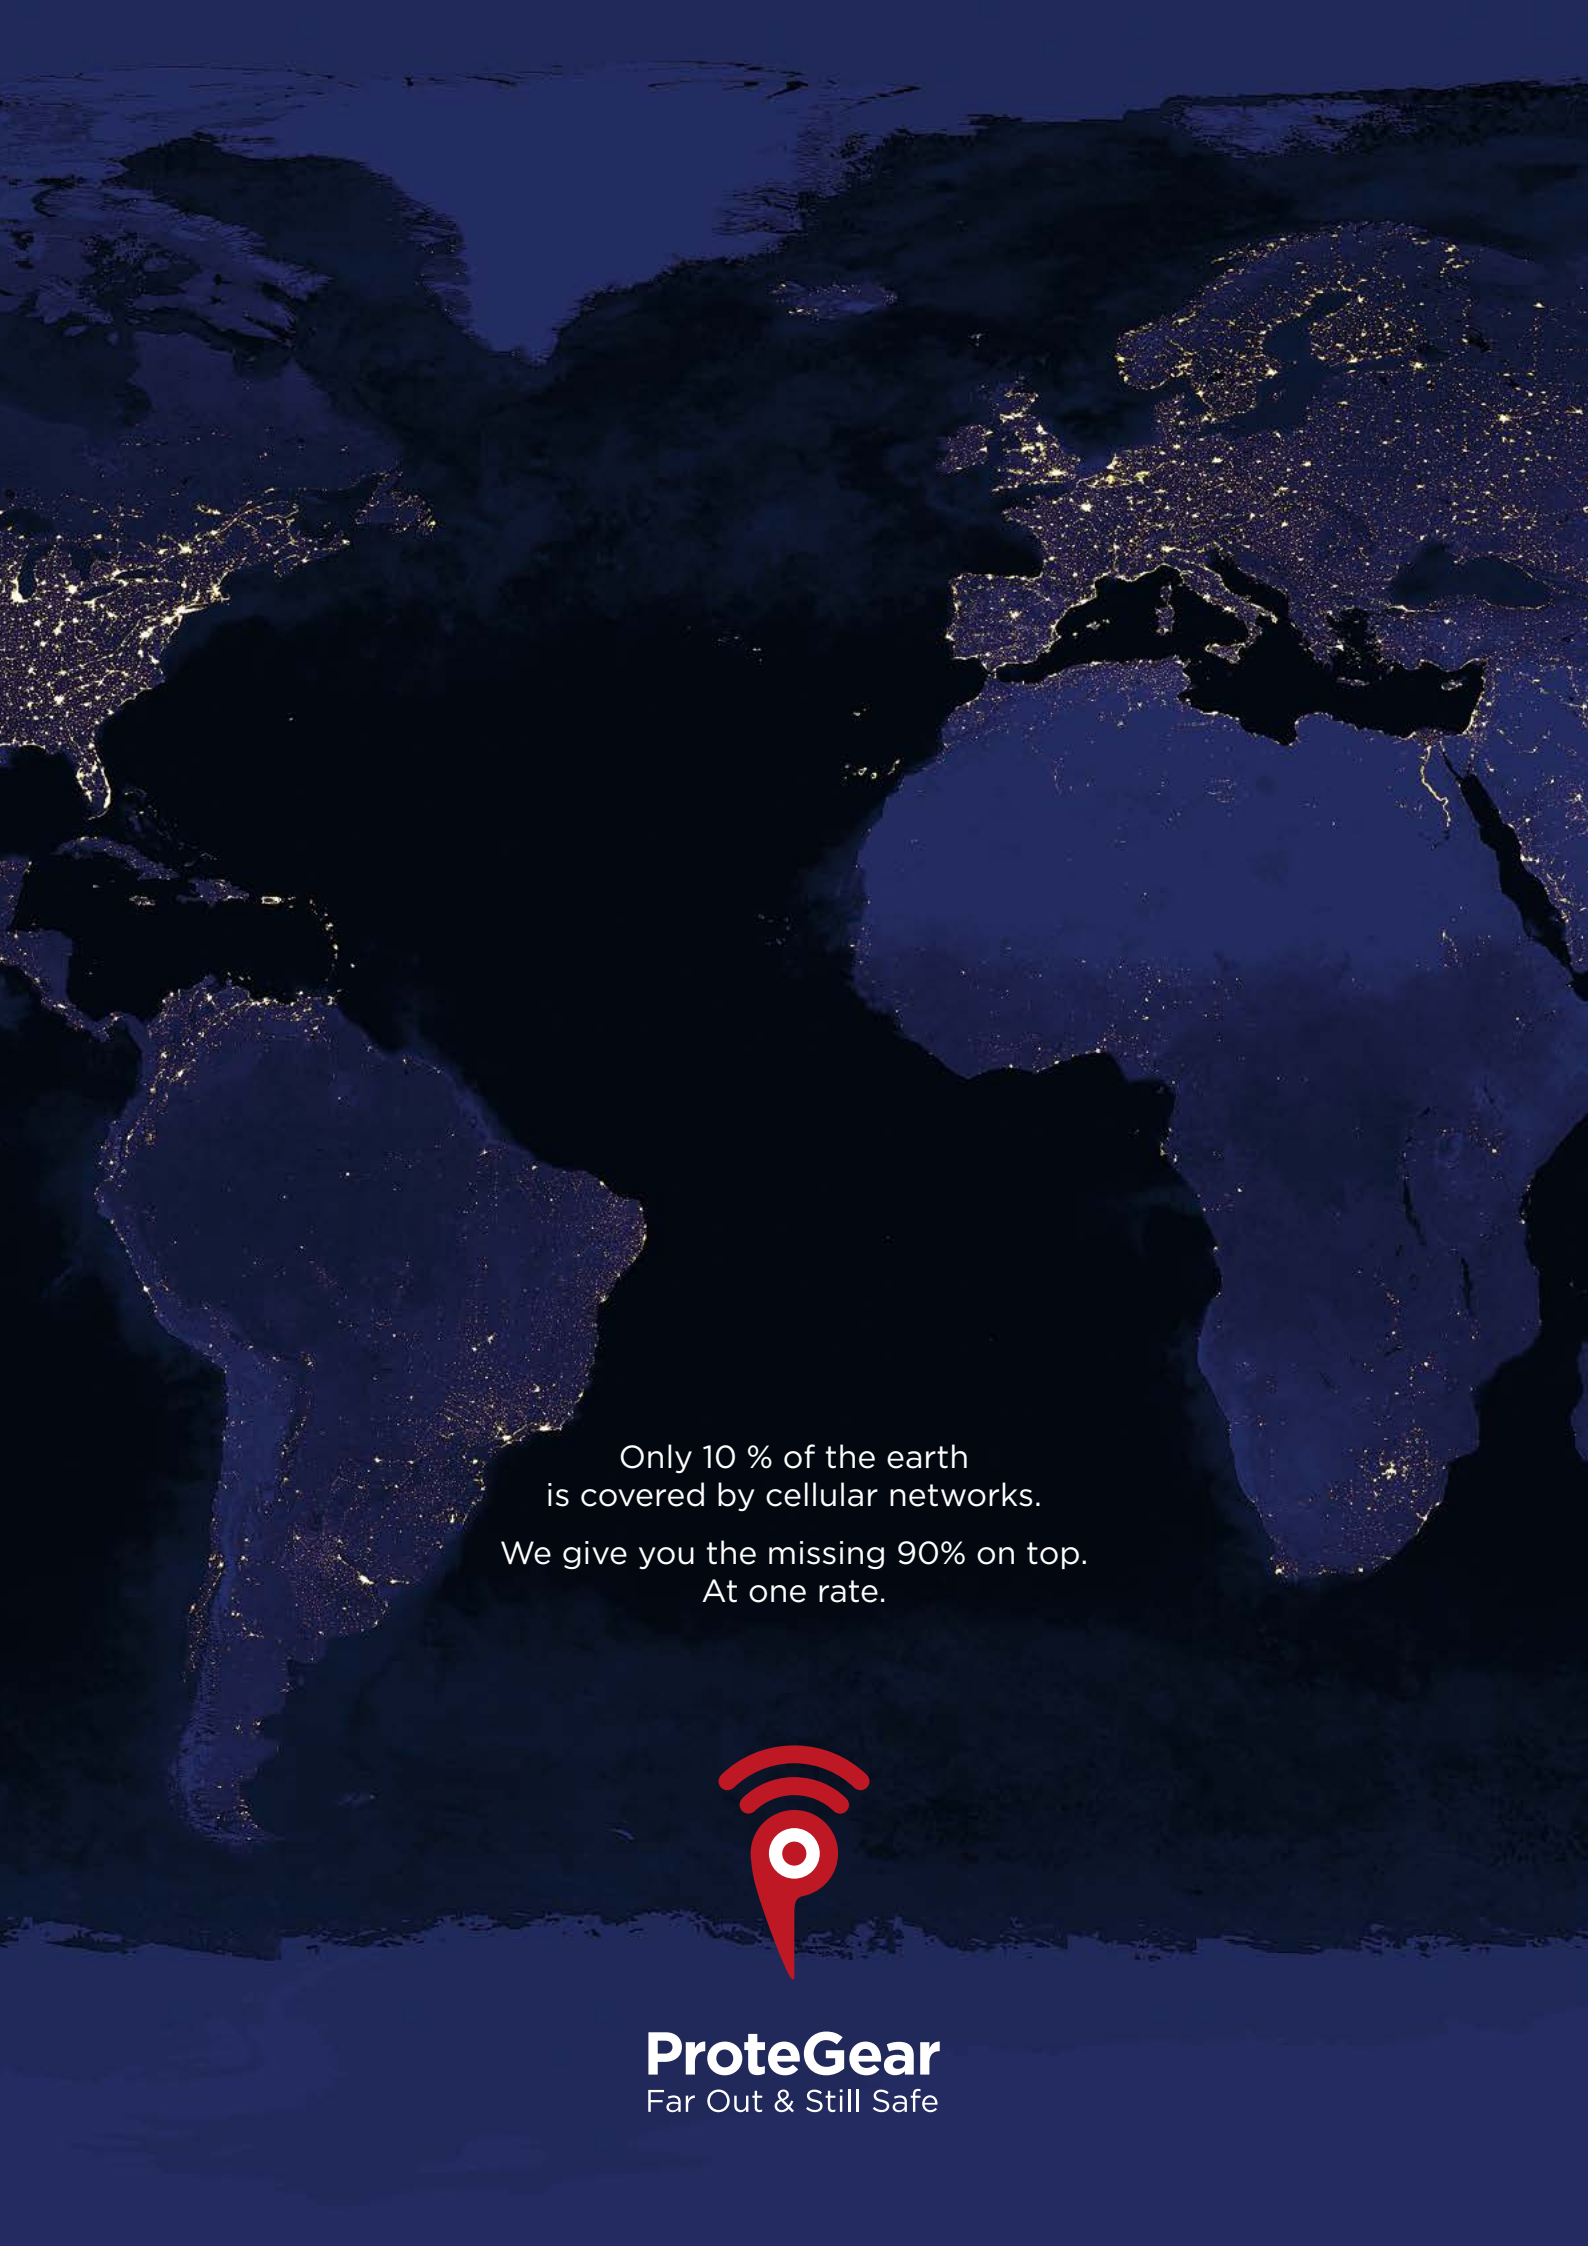 Only 10 % of the earth
is covered by cellular networks.
We give you the missing 90% on top.
At one rate.
ProteGear
Far Out & Still Safe